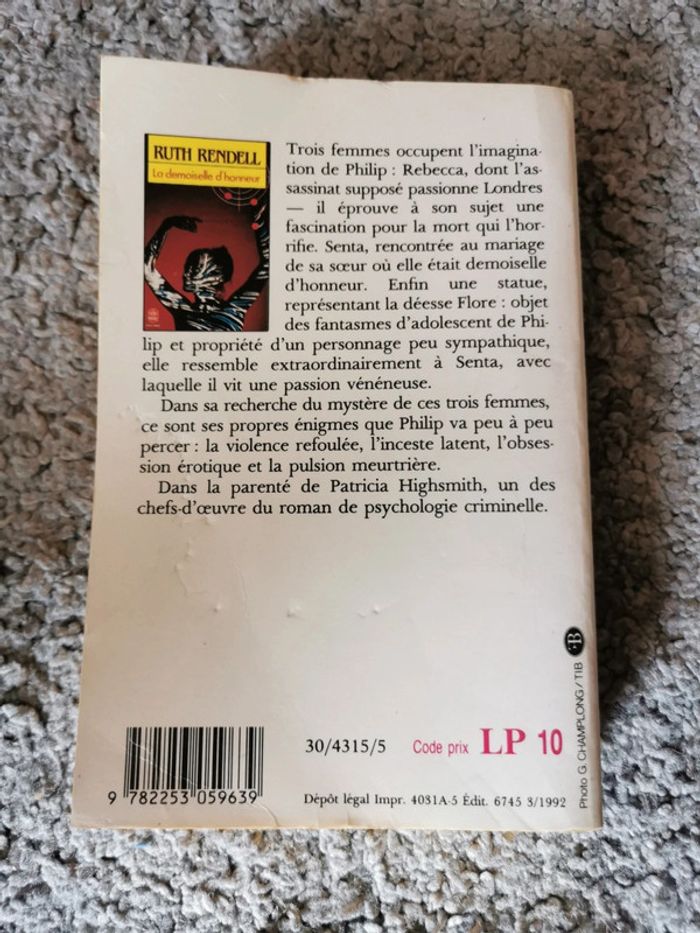 RUTH RENDELL
La demoiselle d'honneur
Trois femmes occupent l'imagina-
tion de Philip : Rebecca, dont l'as-
sassinat supposé passionne Londres
— il éprouve à son sujet une
fascination pour la mort qui l'hor-
rifie. Senta, rencontrée au mariage
de sa sœur où elle était demoiselle
d'honneur. Enfin une statue,
représentant la déesse Flore : objet
des fantasmes d'adolescent de Phi-
lip et propriété d'un personnage peu sympathique,
elle ressemble extraordinairement à Senta, avec
laquelle il vit une passion vénéneuse.
Dans sa recherche du mystère de ces trois femmes,
ce sont ses propres énigmes que Philip va peu à peu
percer : la violence refoulée, l'inceste latent, l'obses-
sion érotique et la pulsion meurtrière.
Dans la parenté de Patricia Highsmith, un des
chefs-d'œuvre du roman de psychologie criminelle.
B
Photo G. CHAMPLONG / TIB
30/4315/5
Code prix LP 10
9 782253 059639
Dépôt légal Impr. 4031A-5 Édit. 6745 3/1992